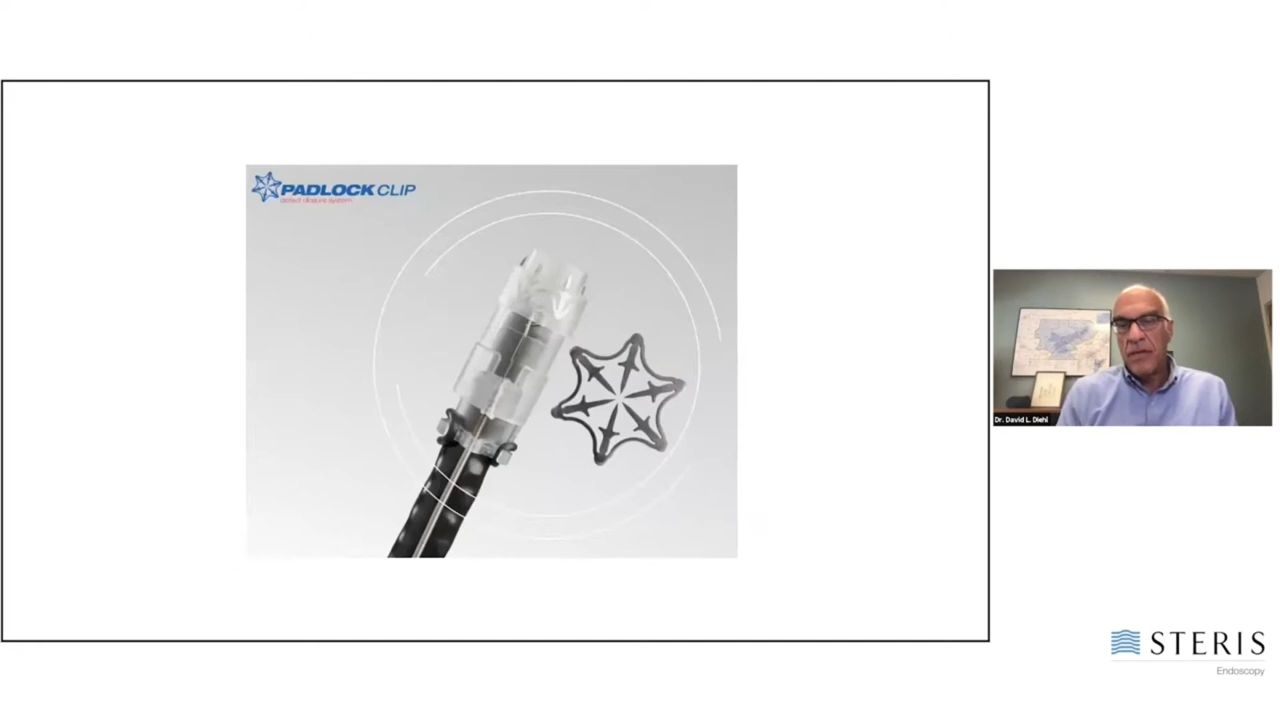 PADLOCK CLIP
defect closure system
Dr. David L. Diehl
STERIS
Endoscopy